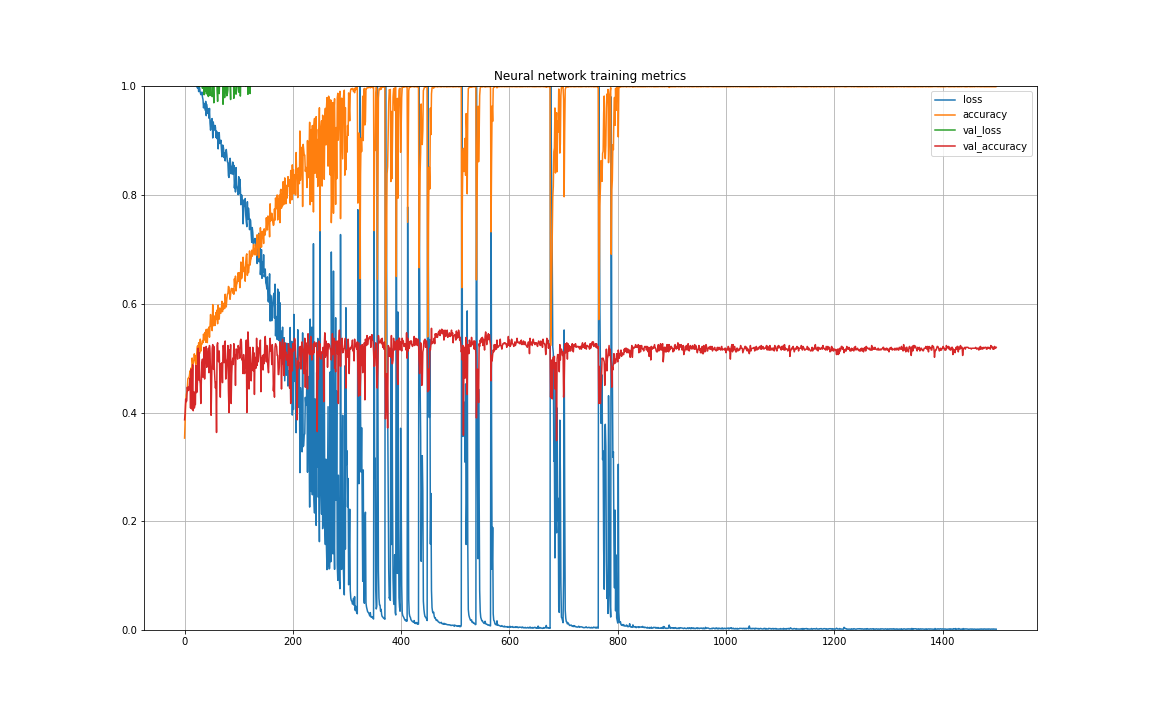 Neural network training metrics
1.0
loss
accuracy
val_loss
val_accuracy
0.8
0.6
0.4
0.2
0.0
0 200 400 600 800 1000 1200 1400